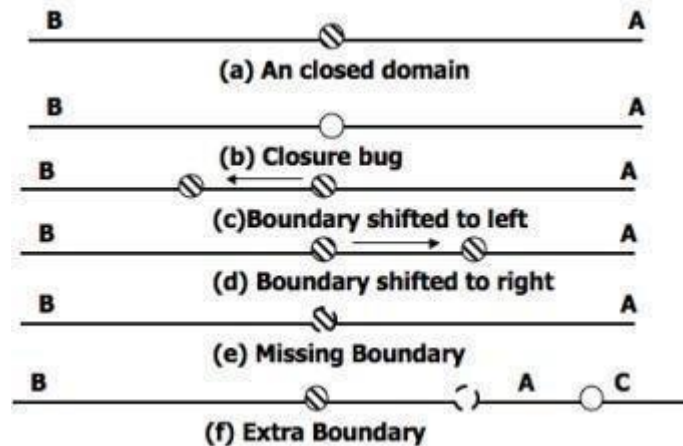 B A
(a) An closed domain
B A
(b) Closure bug
B A
(c)Boundary shifted to left
B A
(d) Boundary shifted to right
B A
(e) Missing Boundary
B A C
(f) Extra Boundary